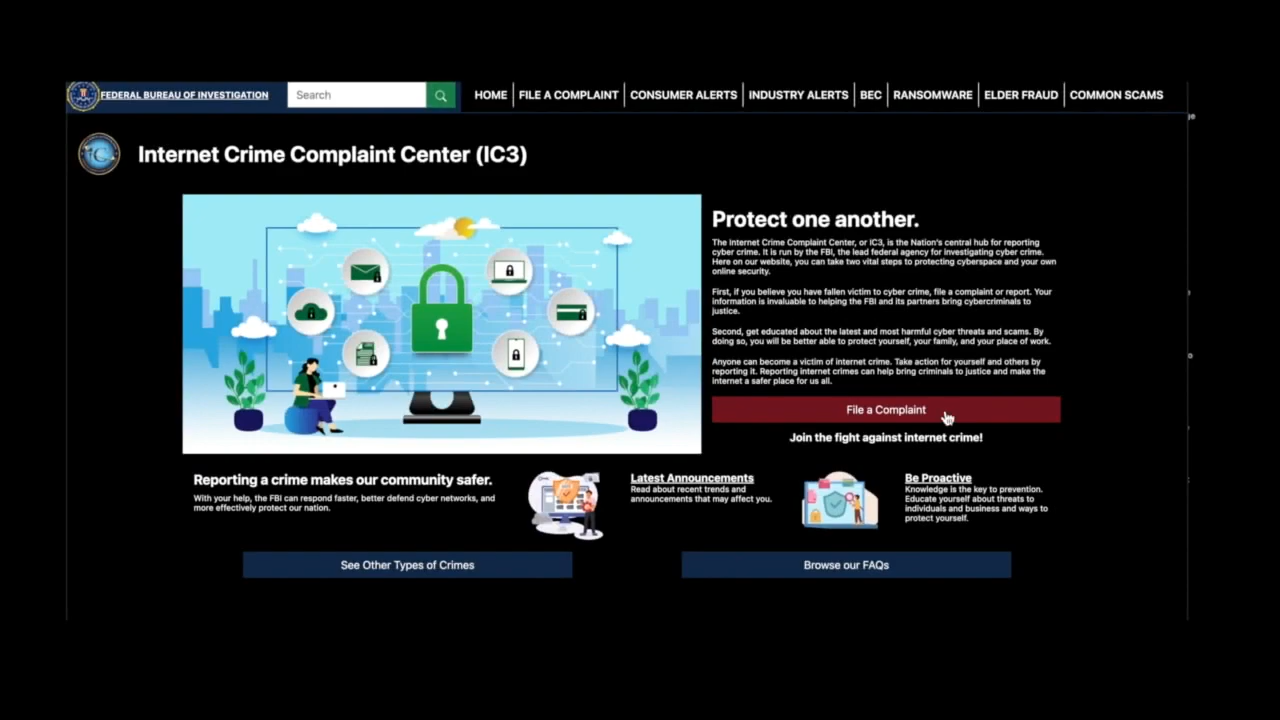 FEDERAL BUREAU OF INVESTIGATION
Search
HOME
FILE A COMPLAINT
CONSUMER ALERTS
INDUSTRY ALERTS
BEC
RANSOMWARE
ELDER FRAUD
COMMON SCAMS
Internet Crime Complaint Center (IC3)
Protect one another.
The Internet Crime Complaint Center, or IC3, is the Nation's central hub for reporting
cyber crime. It is run by the FBI, the lead federal agency for investigating cyber crime.
Here on our website, you can take two vital steps to protecting cyberspace and your own
online security.
First, if you believe you have fallen victim to cyber crime, file a complaint or report. Your
information is invaluable to helping the FBI and its partners bring cybercriminals to
justice.
Second, get educated about the latest and most harmful cyber threats and scams. By
doing so, you will be better able to protect yourself, your family, and your place of work.
Anyone can become a victim of internet crime. Take action for yourself and others by
reporting it. Reporting internet crimes can help bring criminals to justice and make the
internet a safer place for us all.
File a Complaint
Join the fight against internet crime!
Reporting a crime makes our community safer.
With your help, the FBI can respond faster, better defend cyber networks, and
more effectively protect our nation.
Latest Announcements
Read about recent trends and
announcements that may affect you.
Be Proactive
Knowledge is the key to prevention.
Educate yourself about threats to
individuals and business and ways to
protect yourself.
See Other Types of Crimes
Browse our FAQs